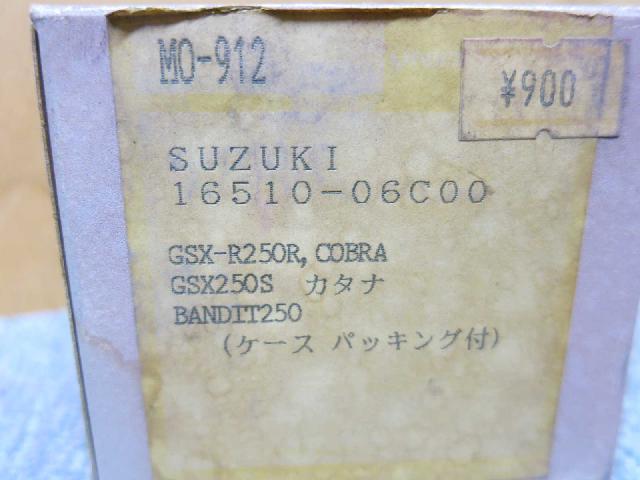 MO-912
¥900
SUZUKI
16510-06C00
GSX-R250R, COBRA
GSX250S カタナ
BANDIT250
(ケース パッキング付)